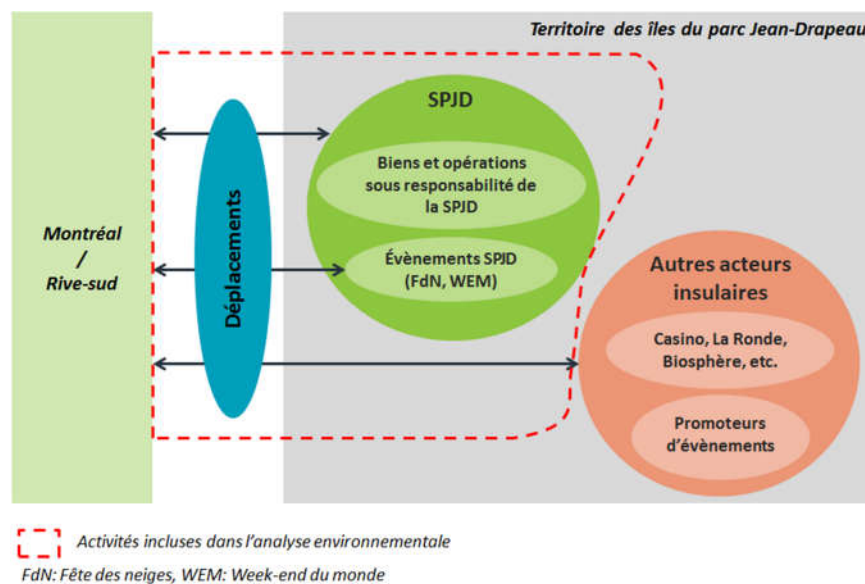 Territoire des îles du parc Jean-Drapeau
SPJD
Biens et opérations
sous responsabilité de
la SPJD
Évènements SPJD
(FdN, WEM)
Déplacements
Montréal
/
Rive-sud
Autres acteurs
insulaires
Casino, La Ronde,
Biosphère, etc.
Promoteurs
d'évènements
Activités incluses dans l'analyse environnementale
FdN: Fête des neiges, WEM: Week-end du monde